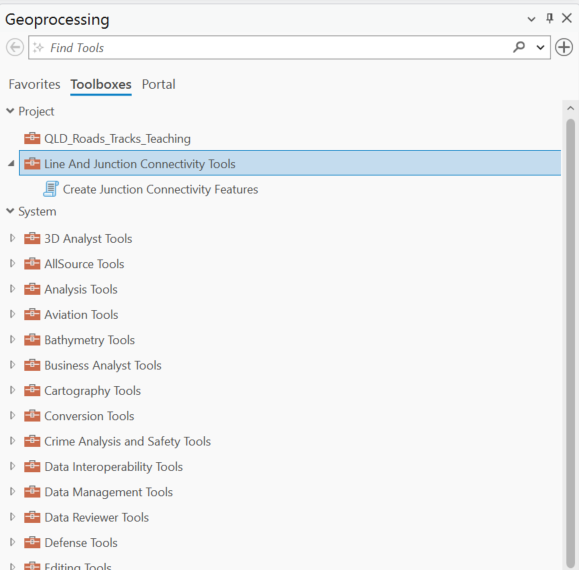 Geoprocessing
Find Tools
Favorites Toolboxes Portal
Project
QLD_Roads_Tracks_Teaching
Line And Junction Connectivity Tools
Create Junction Connectivity Features
System
3D Analyst Tools
AllSource Tools
Analysis Tools
Aviation Tools
Bathymetry Tools
Business Analyst Tools
Cartography Tools
Conversion Tools
Crime Analysis and Safety Tools
Data Interoperability Tools
Data Management Tools
Data Reviewer Tools
Defense Tools
Editing Tools